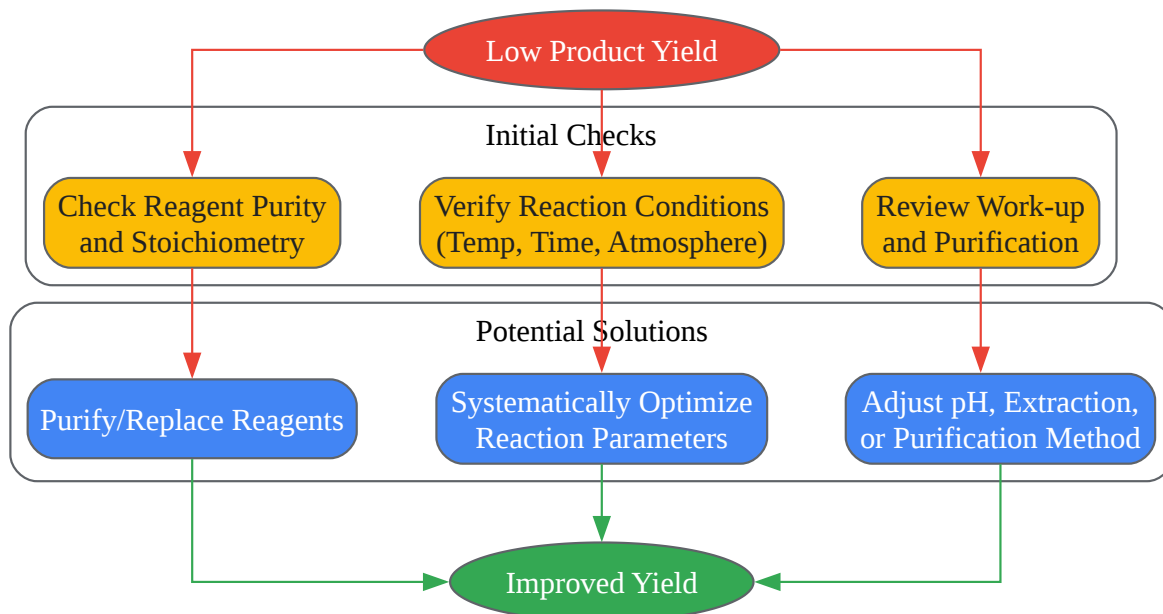 Low Product Yield
Initial Checks
Check Reagent Purity
and Stoichiometry
Verify Reaction Conditions
(Temp, Time, Atmosphere)
Review Work-up
and Purification
Potential Solutions
Purify/Replace Reagents
Systematically Optimize
Reaction Parameters
Adjust pH, Extraction,
or Purification Method
Improved Yield